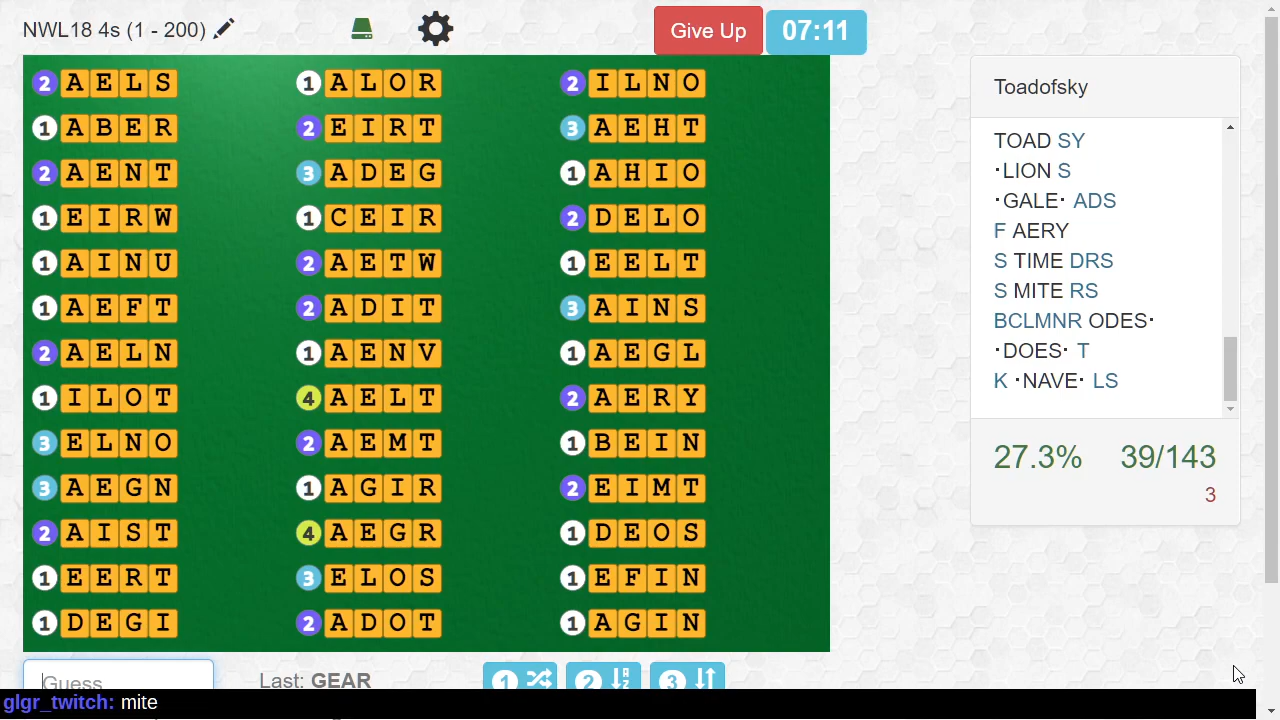 NWL18 4s (1 - 200)
Give Up
07:11
2 AELS
1 ALOR
2 ILNO
1 ABER
2 EIRT
3 AEHT
2 AENT
3 ADEG
1 AHIO
1 EIRW
1 CEIR
2 DELO
1 AINU
2 AETW
1 EELT
1 AEFT
2 ADIT
3 AINS
2 AELN
1 AENV
1 AEGL
1 ILOT
4 AELT
2 AERY
3 ELNO
2 AEMT
1 BEIN
3 AEGN
1 AGIR
2 EIMT
2 AIST
4 AEGR
1 DEOS
1 EERT
3 ELOS
1 EFIN
1 DEGI
2 ADOT
1 AGIN
Toadofsky
TOAD SY
·LION S
·GALE· ADS
F AERY
S TIME DRS
S MITE RS
BCLMNR ODES·
·DOES· T
K ·NAVE· LS
27.3% 39/143
3
Guess
Last: GEAR
1
2 A Z
3
glgr_twitch: mite